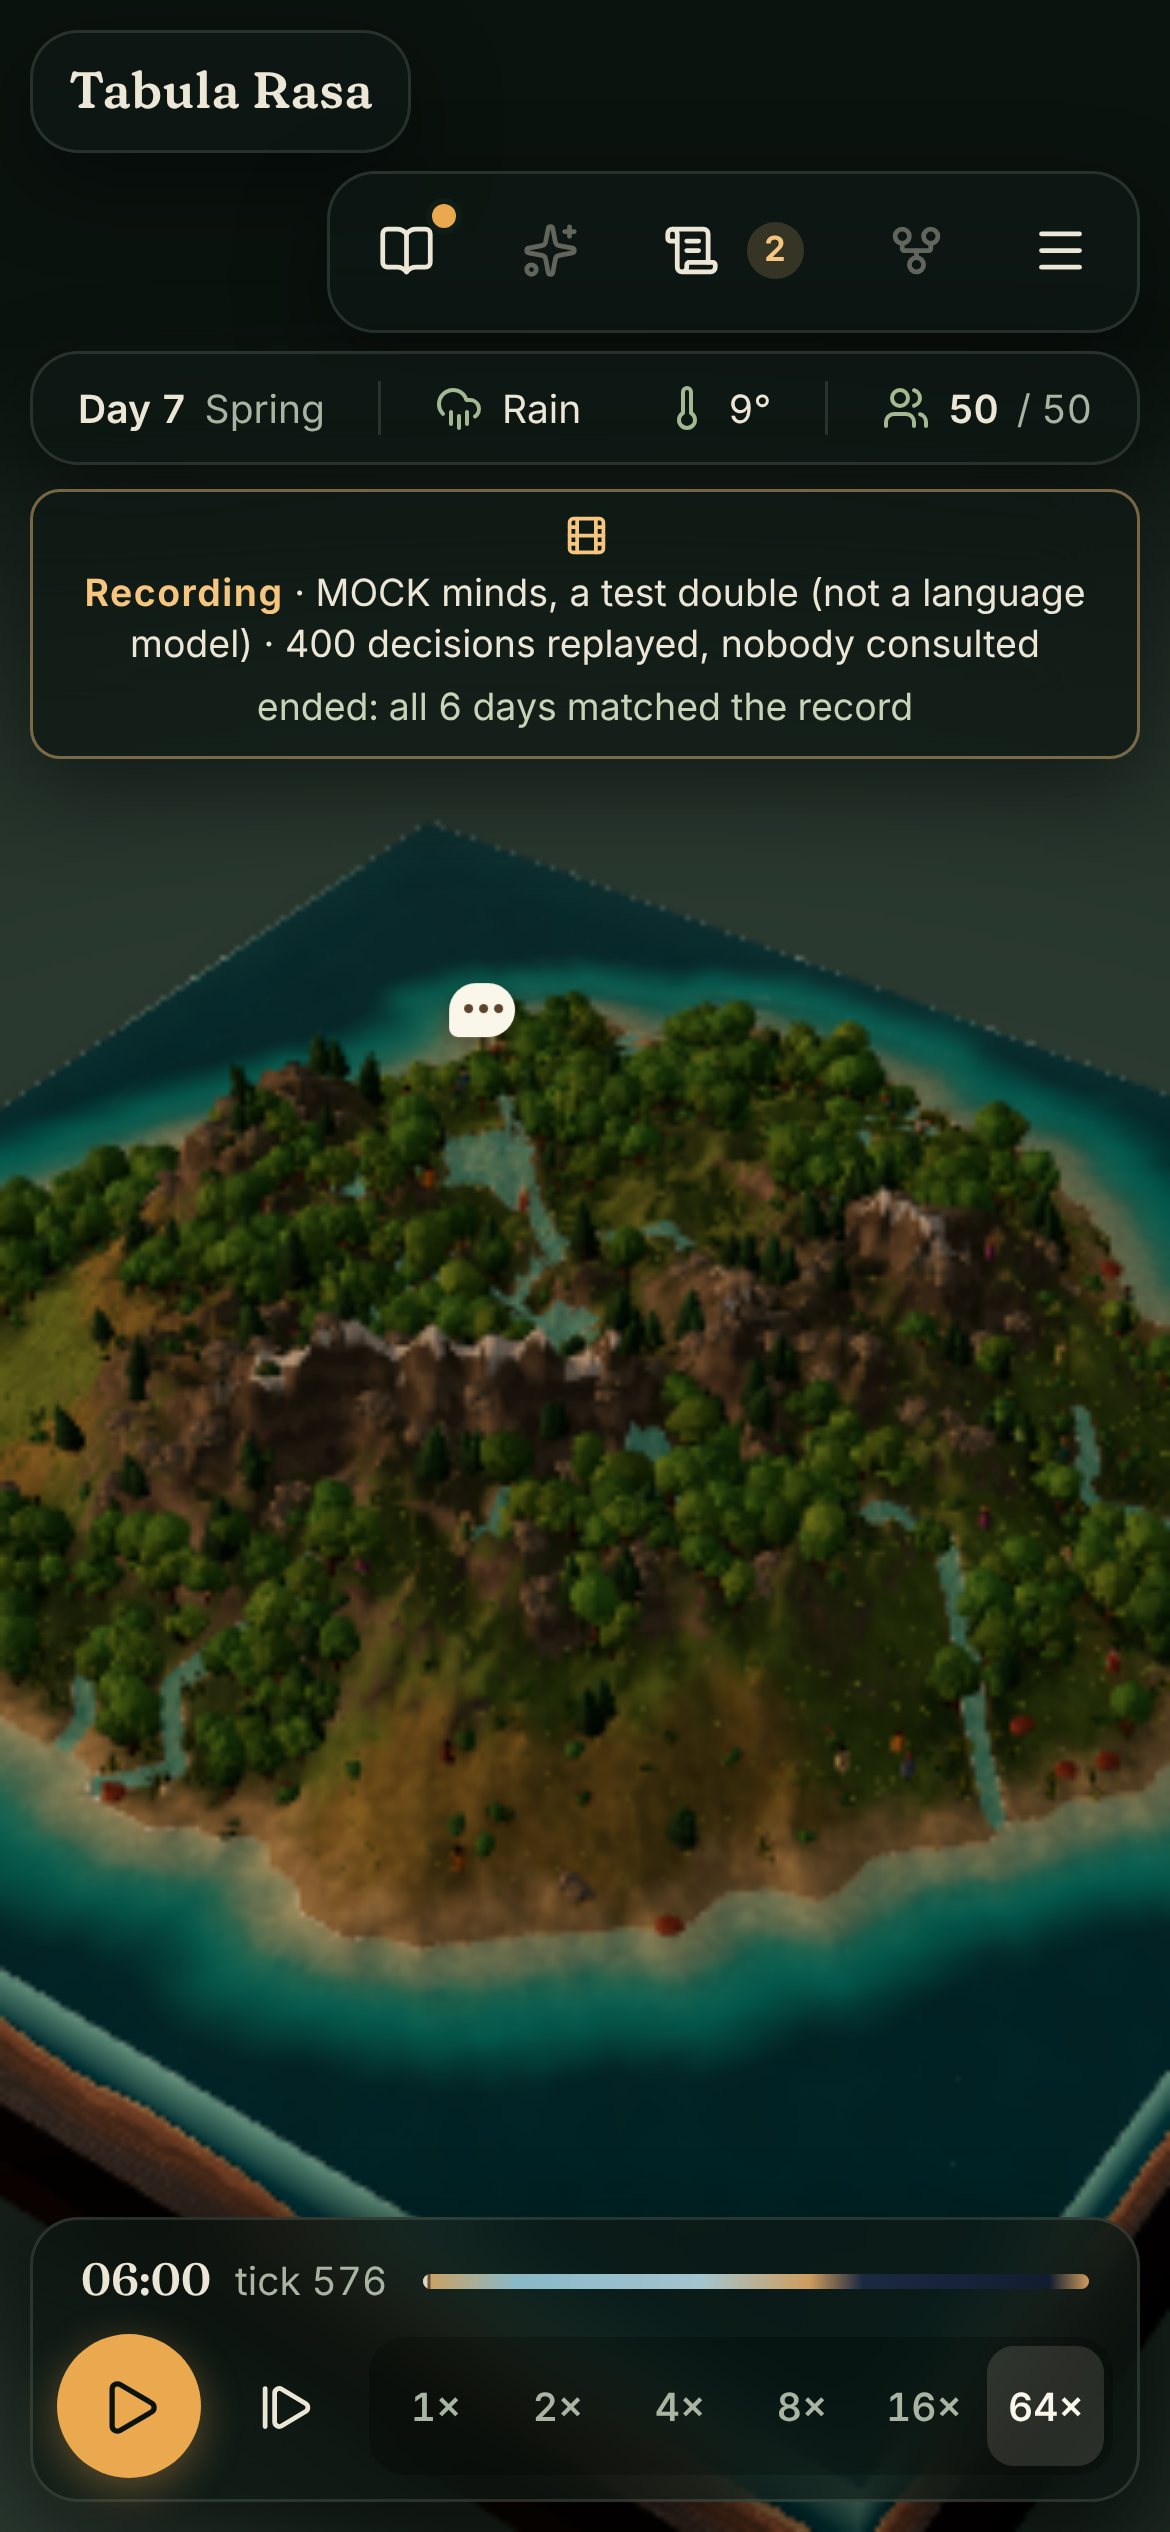 Tabula Rasa
2
Day 7 Spring Rain 9° 50 / 50
Recording · MOCK minds, a test double (not a language
model) · 400 decisions replayed, nobody consulted
ended: all 6 days matched the record
06:00 tick 576
1× 2× 4× 8× 16× 64×